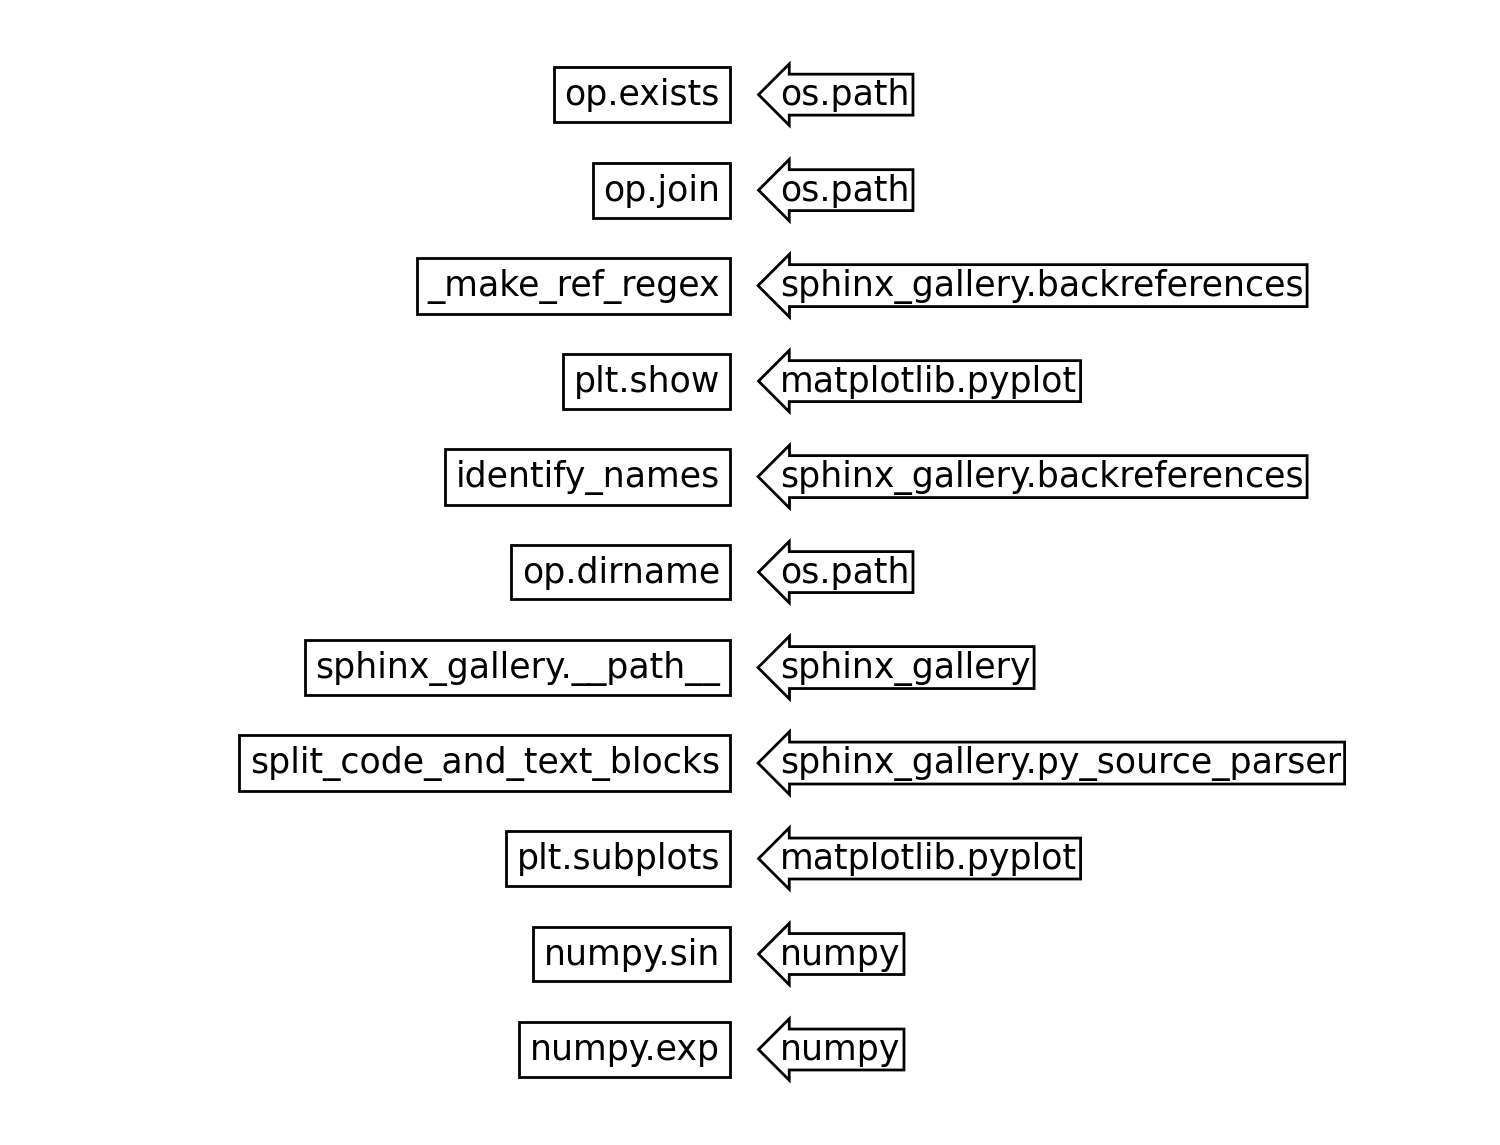 op.exists os.path
op.join os.path
_make_ref_regex sphinx_gallery.backreferences
plt.show matplotlib.pyplot
identify_names sphinx_gallery.backreferences
op.dirname os.path
sphinx_gallery.__path__ sphinx_gallery
split_code_and_text_blocks sphinx_gallery.py_source_parser
plt.subplots matplotlib.pyplot
numpy.sin numpy
numpy.exp numpy